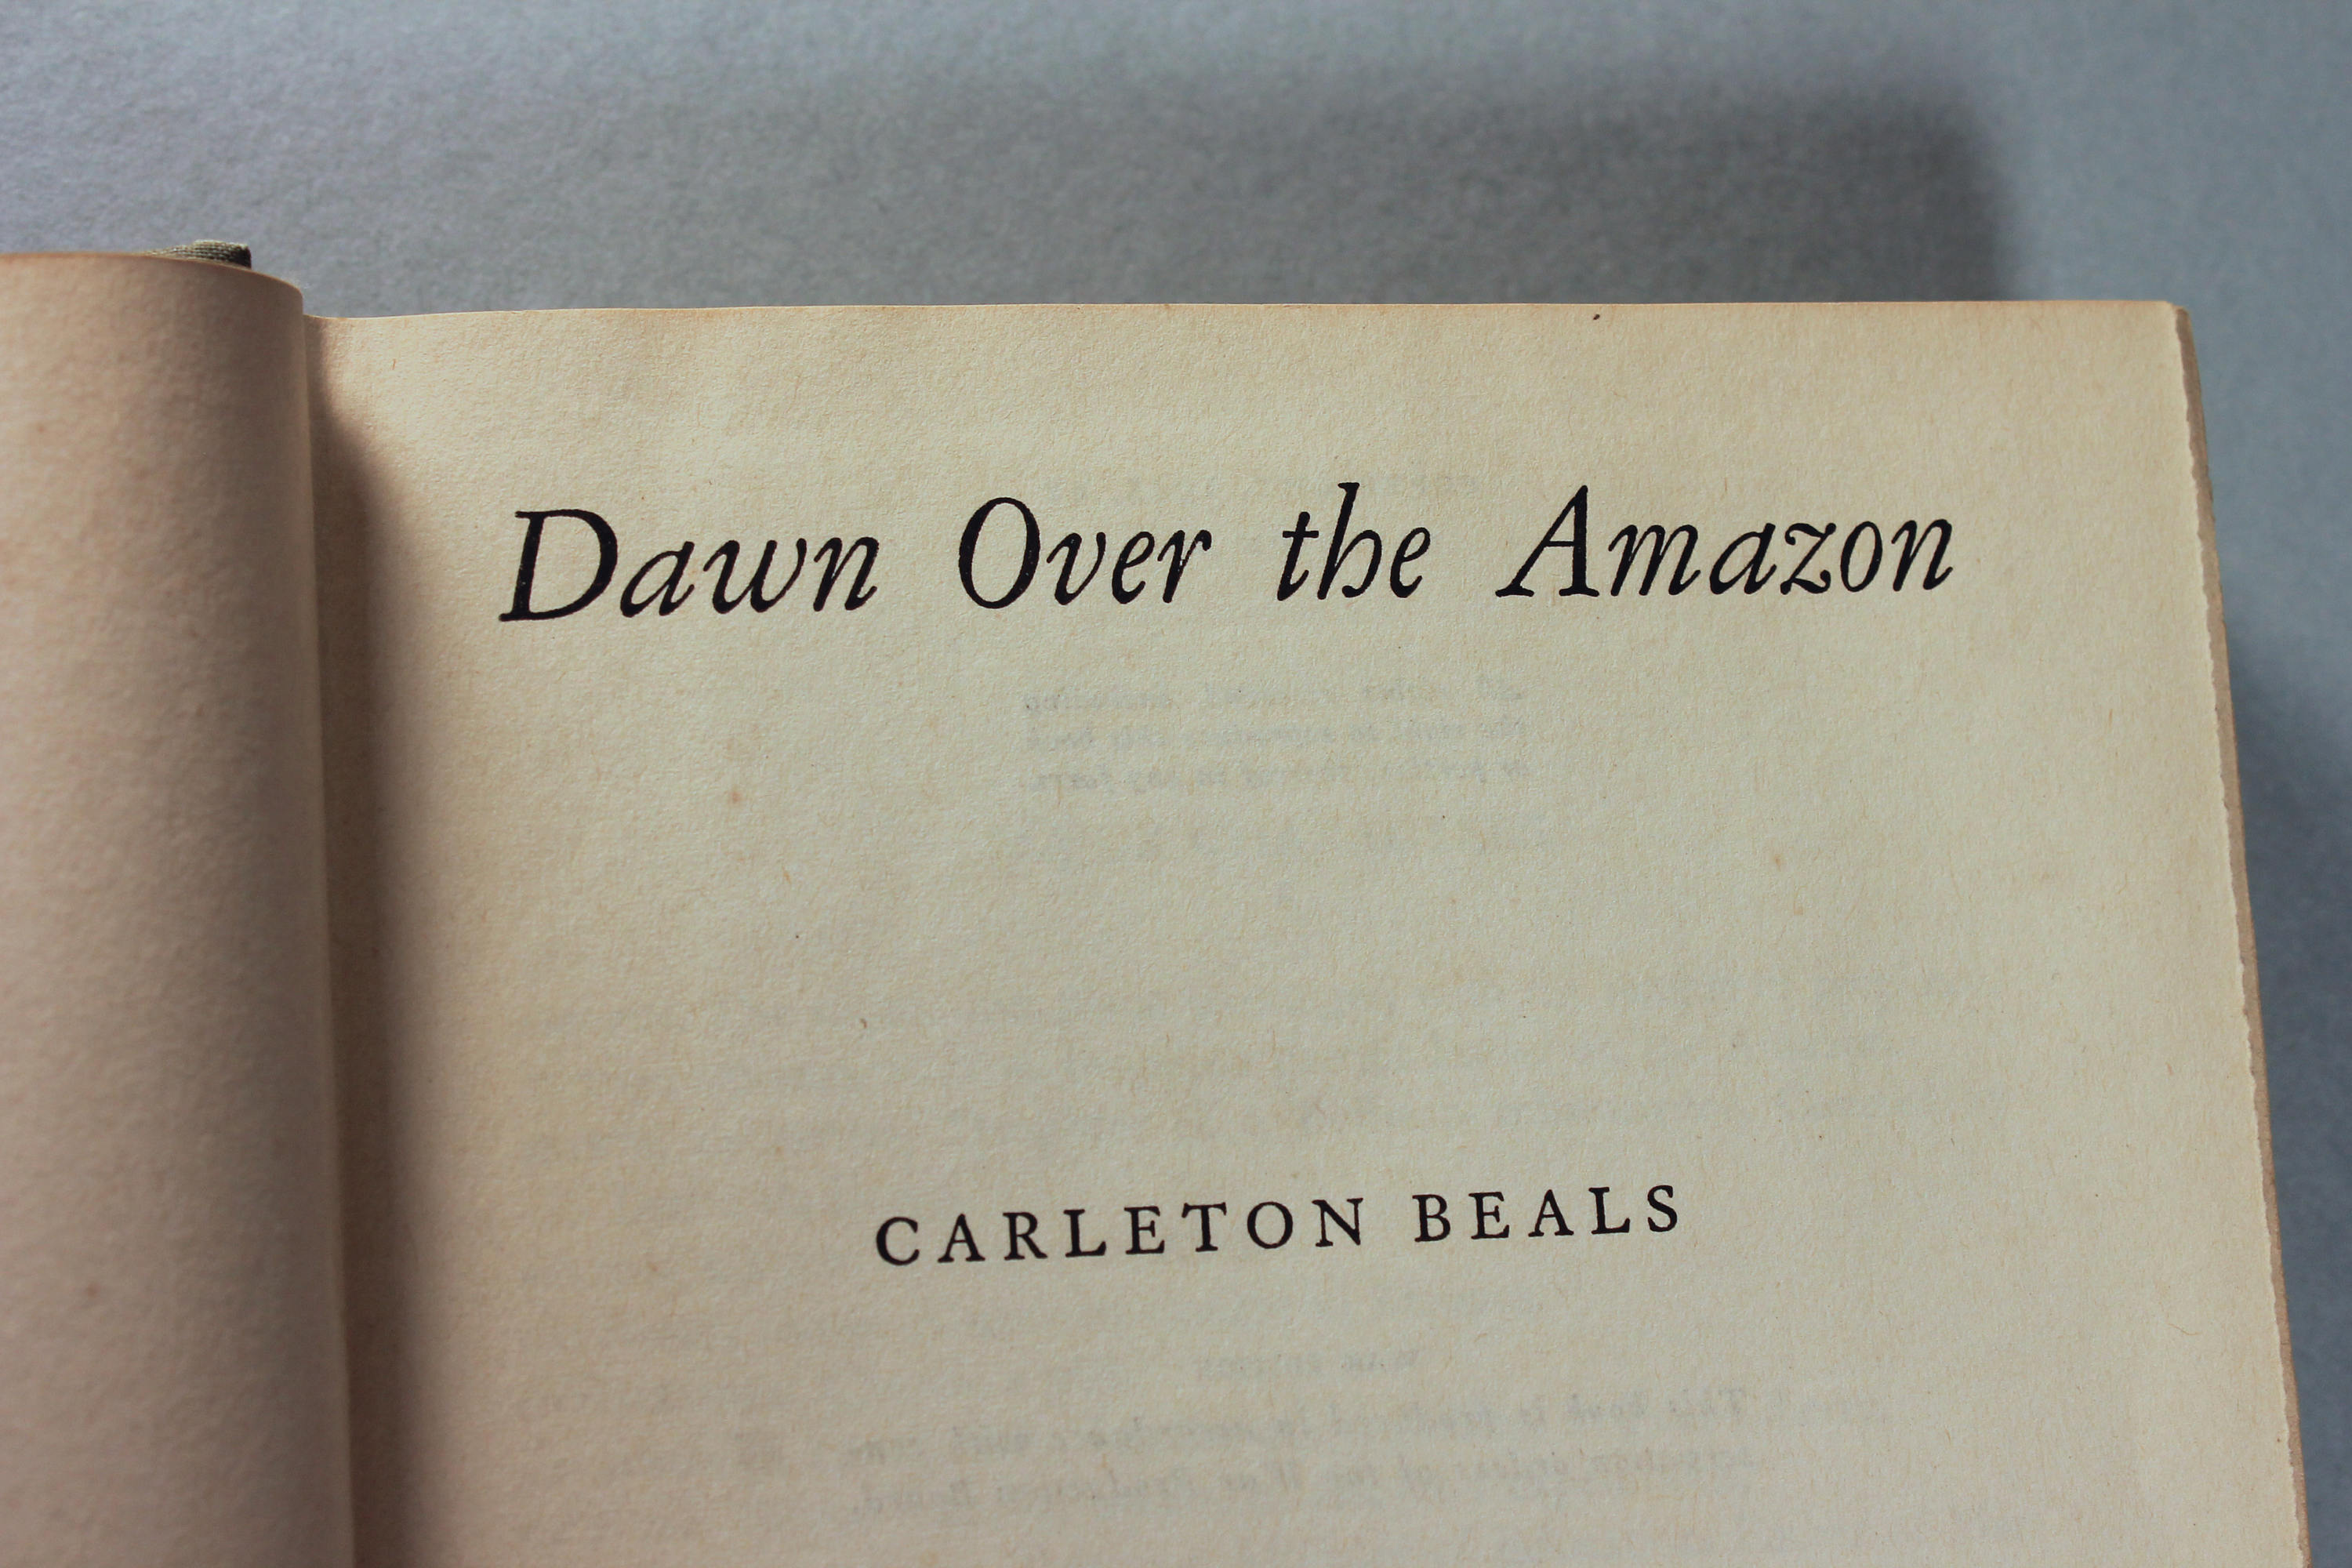 Dawn Over the Amazon
CARLETON BEALS